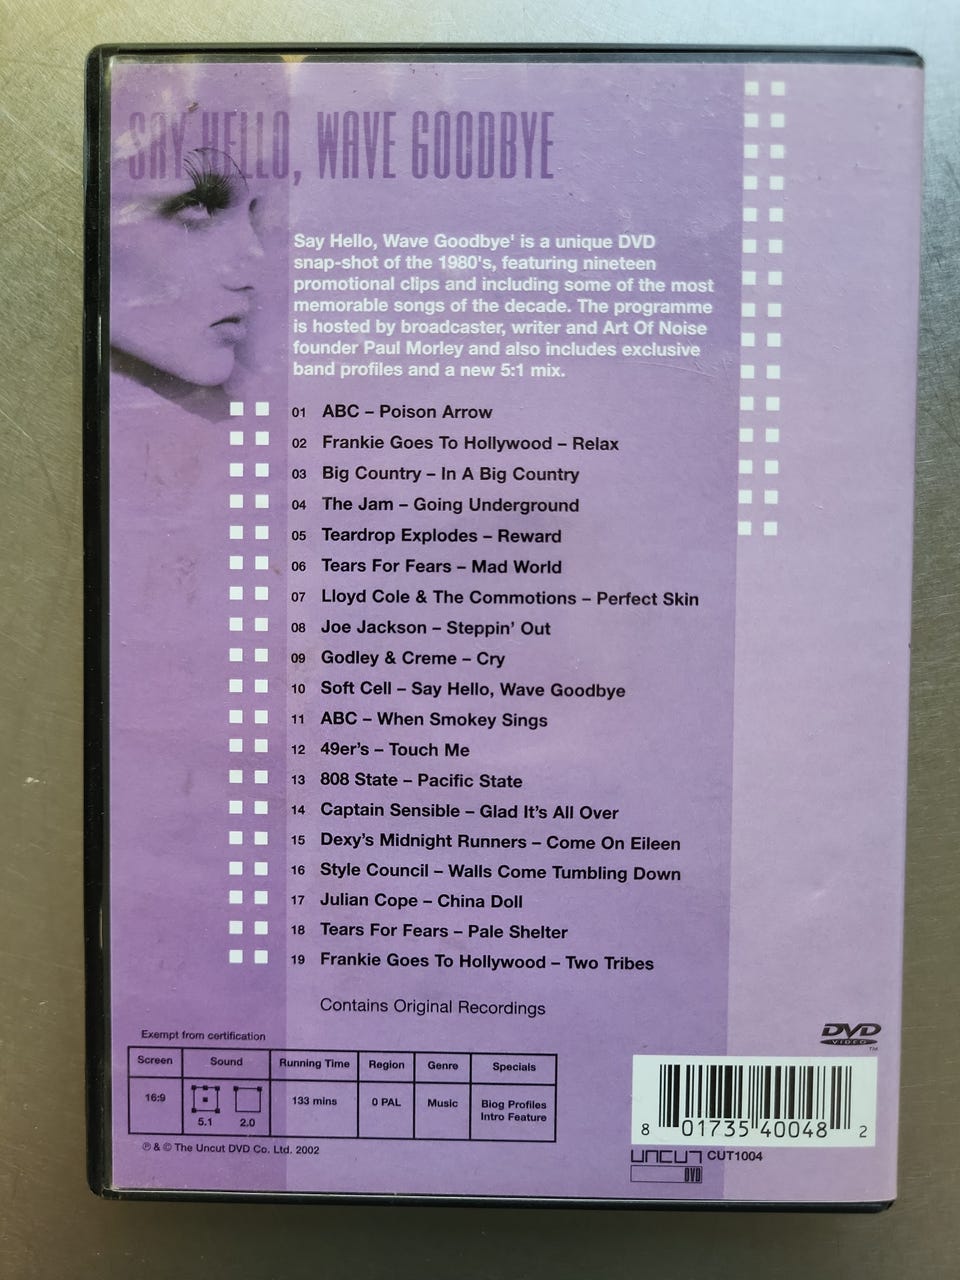 SAY HELLO, WAVE GOODBYE
Say Hello, Wave Goodbye' is a unique DVD
snap-shot of the 1980's, featuring nineteen
promotional clips and including some of the most
memorable songs of the decade. The programme
is hosted by broadcaster, writer and Art Of Noise
founder Paul Morley and also includes exclusive
band profiles and a new 5:1 mix.
01 ABC – Poison Arrow
02 Frankie Goes To Hollywood – Relax
03 Big Country – In A Big Country
04 The Jam – Going Underground
05 Teardrop Explodes – Reward
06 Tears For Fears – Mad World
07 Lloyd Cole & The Commotions – Perfect Skin
08 Joe Jackson – Steppin' Out
09 Godley & Creme – Cry
10 Soft Cell – Say Hello, Wave Goodbye
11 ABC – When Smokey Sings
12 49er's – Touch Me
13 808 State – Pacific State
14 Captain Sensible – Glad It's All Over
15 Dexy's Midnight Runners – Come On Eileen
16 Style Council – Walls Come Tumbling Down
17 Julian Cope – China Doll
18 Tears For Fears – Pale Shelter
19 Frankie Goes To Hollywood – Two Tribes
Contains Original Recordings
Exempt from certification
Screen Sound Running Time Region Genre Specials
16:9 5.1 2.0 133 mins 0 PAL Music Biog Profiles
Intro Feature
℗ & © The Uncut DVD Co. Ltd. 2002
DVD
VIDEO
™
8 01735 40048 2
UNCUT CUT1004
DVD